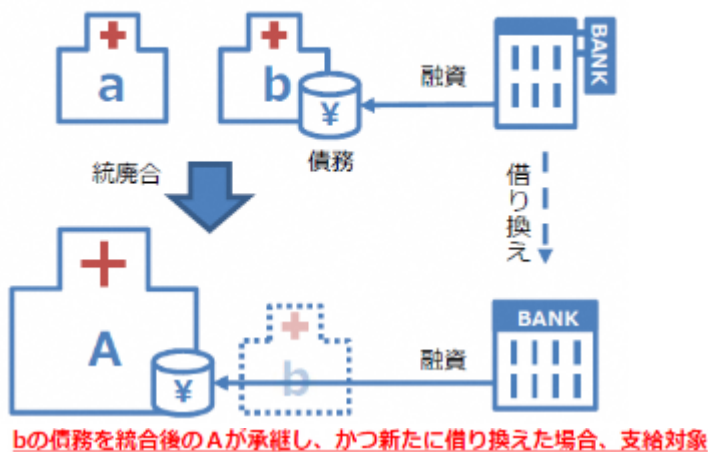 a
b
¥
融資
BANK
債務
統廃合
借り換え
A
¥
b
融資
BANK
bの債務を統合後のAが承継し、かつ新たに借り換えた場合、支給対象